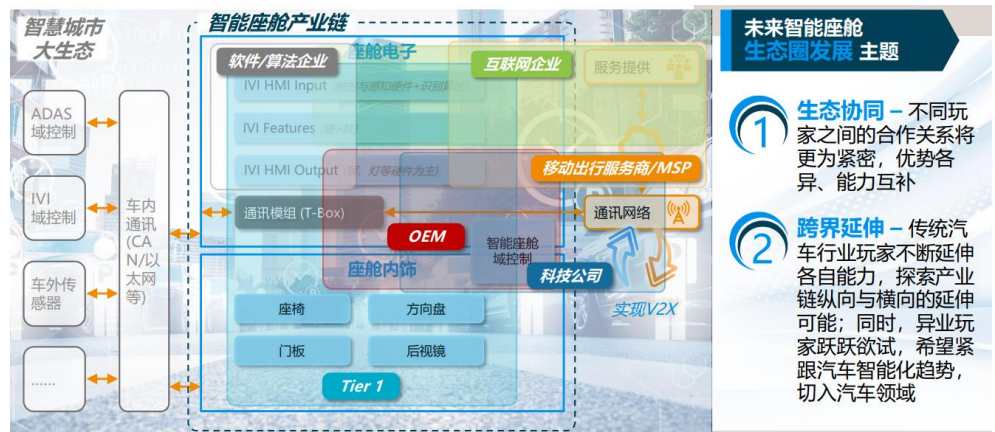 智慧城市
大生态
智能座舱产业链
座舱电子
软件/算法企业
互联网企业
服务提供
IVI HMI Input
IVI Features
IVI HMI Output
灯等硬件为主)
移动出行服务商/MSP
通讯模组 (T-Box)
通讯网络
OEM
智能座舱
域控制
科技公司
实现V2X
座舱内饰
座椅
方向盘
门板
后视镜
Tier 1
ADAS
域控制
IVI
域控制
车外传
感器
......
车内
通讯
(CA
N/以
太网
等)
未来智能座舱
生态圈发展 主题
1
生态协同 – 不同玩
家之间的合作关系将
更为紧密，优势各
异、能力互补
2
跨界延伸 – 传统汽
车行业玩家不断延伸
各自能力，探索产业
链纵向与横向的延伸
可能；同时，异业玩
家跃跃欲试，希望紧
跟汽车智能化趋势，
切入汽车领域